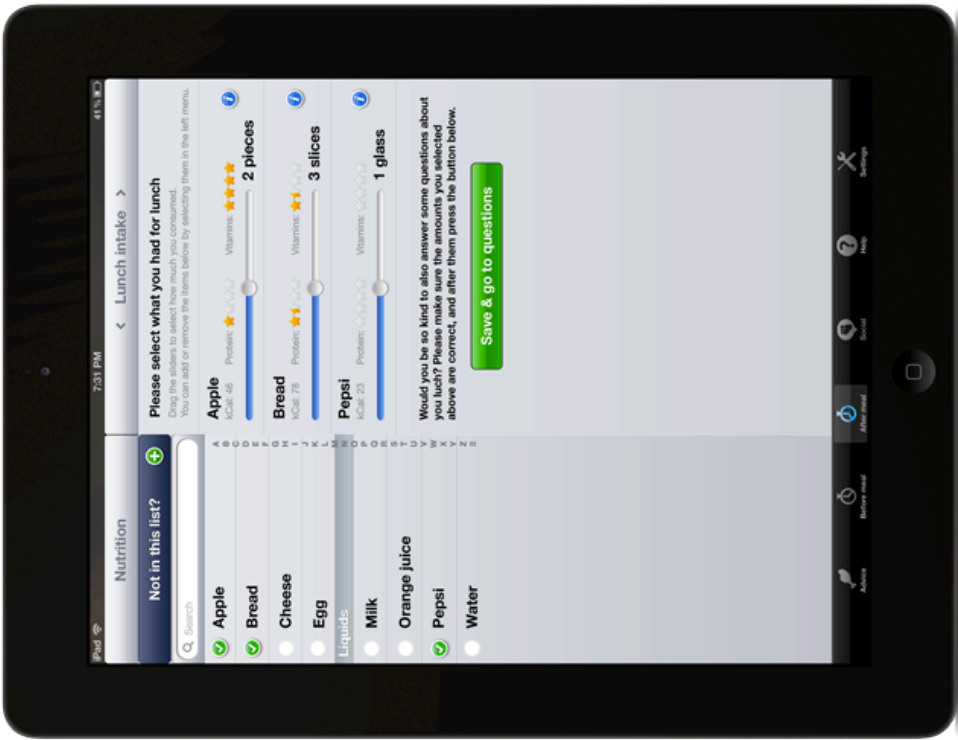 iPad
7:31 PM
41 %
Nutrition
Not in this list?
Search
Apple
Bread
Cheese
Egg
Liquids
Milk
Orange juice
Pepsi
Water
A
B
C
D
E
F
G
H
I
J
K
L
M
N
O
P
Q
R
S
T
U
V
W
X
Y
Z
#
Lunch intake
Please select what you had for lunch
Drag the sliders to select how much you consumed.
You can add or remove the items below by selecting them in the left menu.
Apple
kCal: 46 Protein: Vitamins:
2 pieces
Bread
kCal: 78 Protein: Vitamins:
3 slices
Pepsi
kCal: 23 Protein: Vitamins:
1 glass
Would you be so kind to also answer some questions about
you luch? Please make sure the amounts you selected
above are correct, and after them press the button below.
Save & go to questions
Advice
Before meal
After meal
Social
Help
Settings